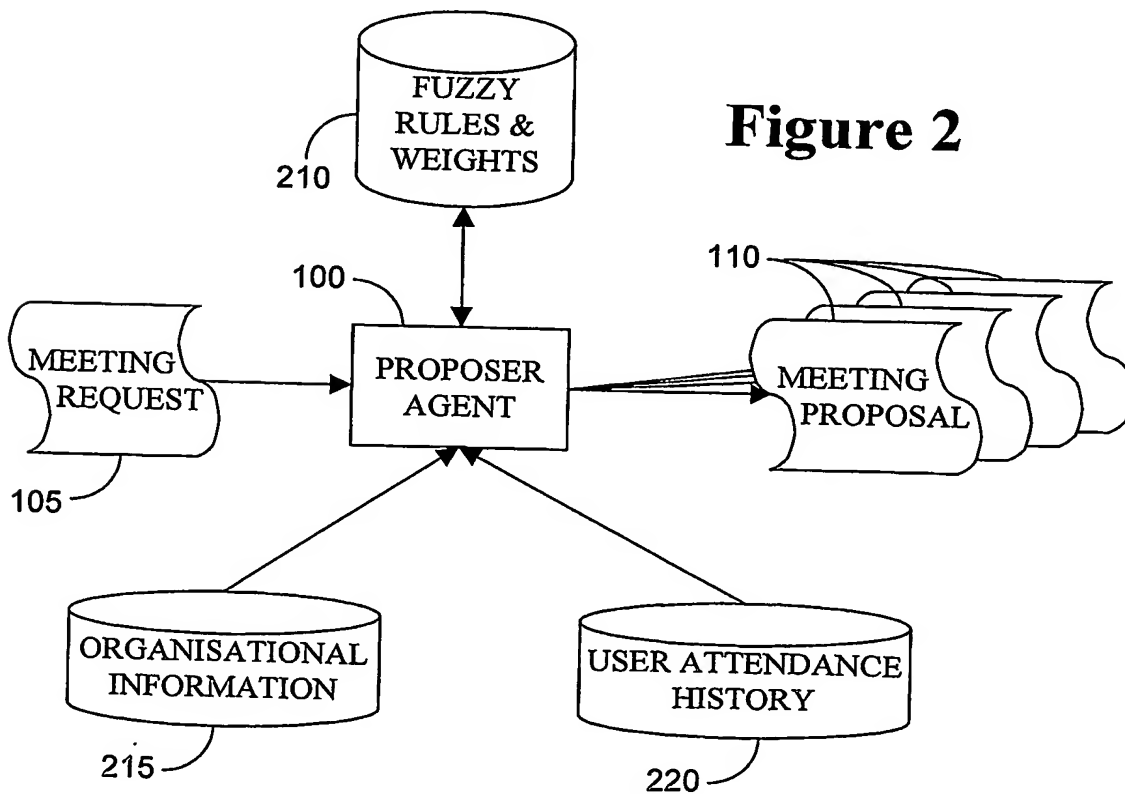 FUZZY
RULES &
WEIGHTS
210
Figure 2
100
110
MEETING
REQUEST
PROPOSER
AGENT
MEETING
PROPOSAL
105
ORGANISATIONAL
INFORMATION
USER ATTENDANCE
HISTORY
215
220